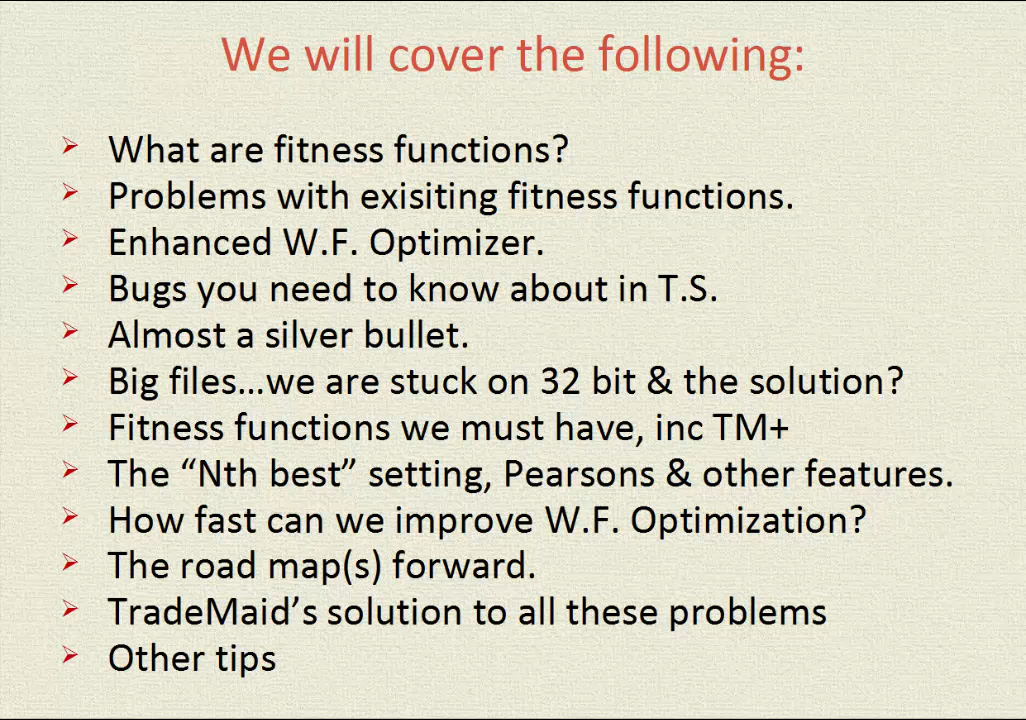 We will cover the following:
What are fitness functions?
Problems with exisiting fitness functions.
Enhanced W.F. Optimizer.
Bugs you need to know about in T.S.
Almost a silver bullet.
Big files…we are stuck on 32 bit & the solution?
Fitness functions we must have, inc TM+
The “Nth best” setting, Pearsons & other features.
How fast can we improve W.F. Optimization?
The road map(s) forward.
TradeMaid’s solution to all these problems
Other tips